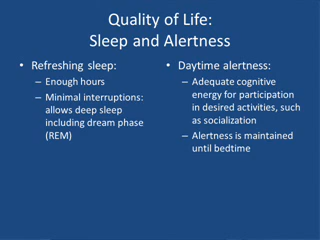 Quality of Life:
Sleep and Alertness
• Refreshing sleep:
– Enough hours
– Minimal interruptions:
allows deep sleep
including dream phase
(REM)
• Daytime alertness:
– Adequate cognitive
energy for participation
in desired activities, such
as socialization
– Alertness is maintained
until bedtime